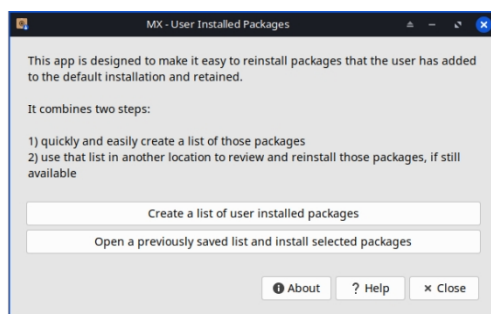 MX - User Installed Packages
This app is designed to make it easy to reinstall packages that the user has added
to the default installation and retained.
It combines two steps:
1) quickly and easily create a list of those packages
2) use that list in another location to review and reinstall those packages, if still
available
Create a list of user installed packages
Open a previously saved list and install selected packages
About
? Help
× Close